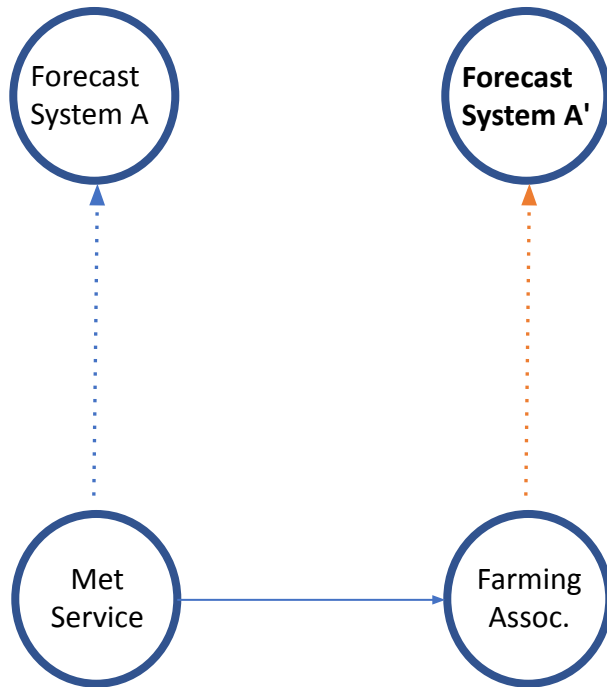 Forecast
System A
Forecast
System A'
Met
Service
Farming
Assoc.